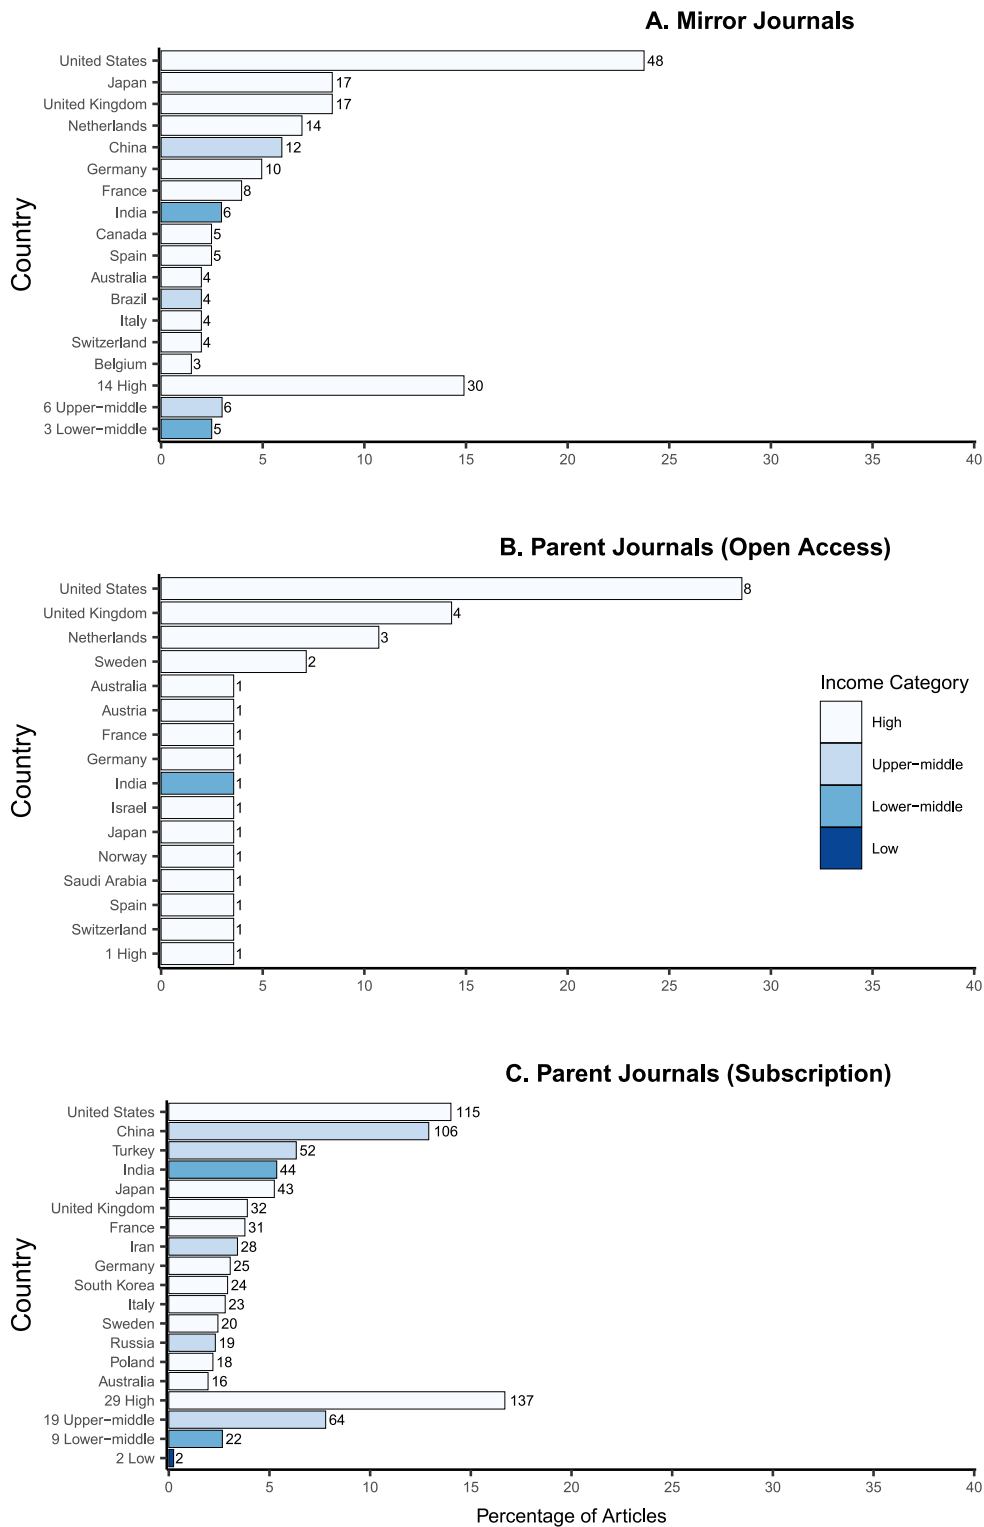 A. Mirror Journals
Country
United States 48
Japan 17
United Kingdom 17
Netherlands 14
China 12
Germany 10
France 8
India 6
Canada 5
Spain 5
Australia 4
Brazil 4
Italy 4
Switzerland 4
Belgium 3
14 High 30
6 Upper−middle 6
3 Lower−middle 5
0 5 10 15 20 25 30 35 40
B. Parent Journals (Open Access)
Country
United States 8
United Kingdom 4
Netherlands 3
Sweden 2
Australia 1
Austria 1
France 1
Germany 1
India 1
Israel 1
Japan 1
Norway 1
Saudi Arabia 1
Spain 1
Switzerland 1
1 High 1
0 5 10 15 20 25 30 35 40
Income Category
High
Upper−middle
Lower−middle
Low
C. Parent Journals (Subscription)
Country
United States 115
China 106
Turkey 52
India 44
Japan 43
United Kingdom 32
France 31
Iran 28
Germany 25
South Korea 24
Italy 23
Sweden 20
Russia 19
Poland 18
Australia 16
29 High 137
19 Upper−middle 64
9 Lower−middle 22
2 Low 2
0 5 10 15 20 25 30 35 40
Percentage of Articles